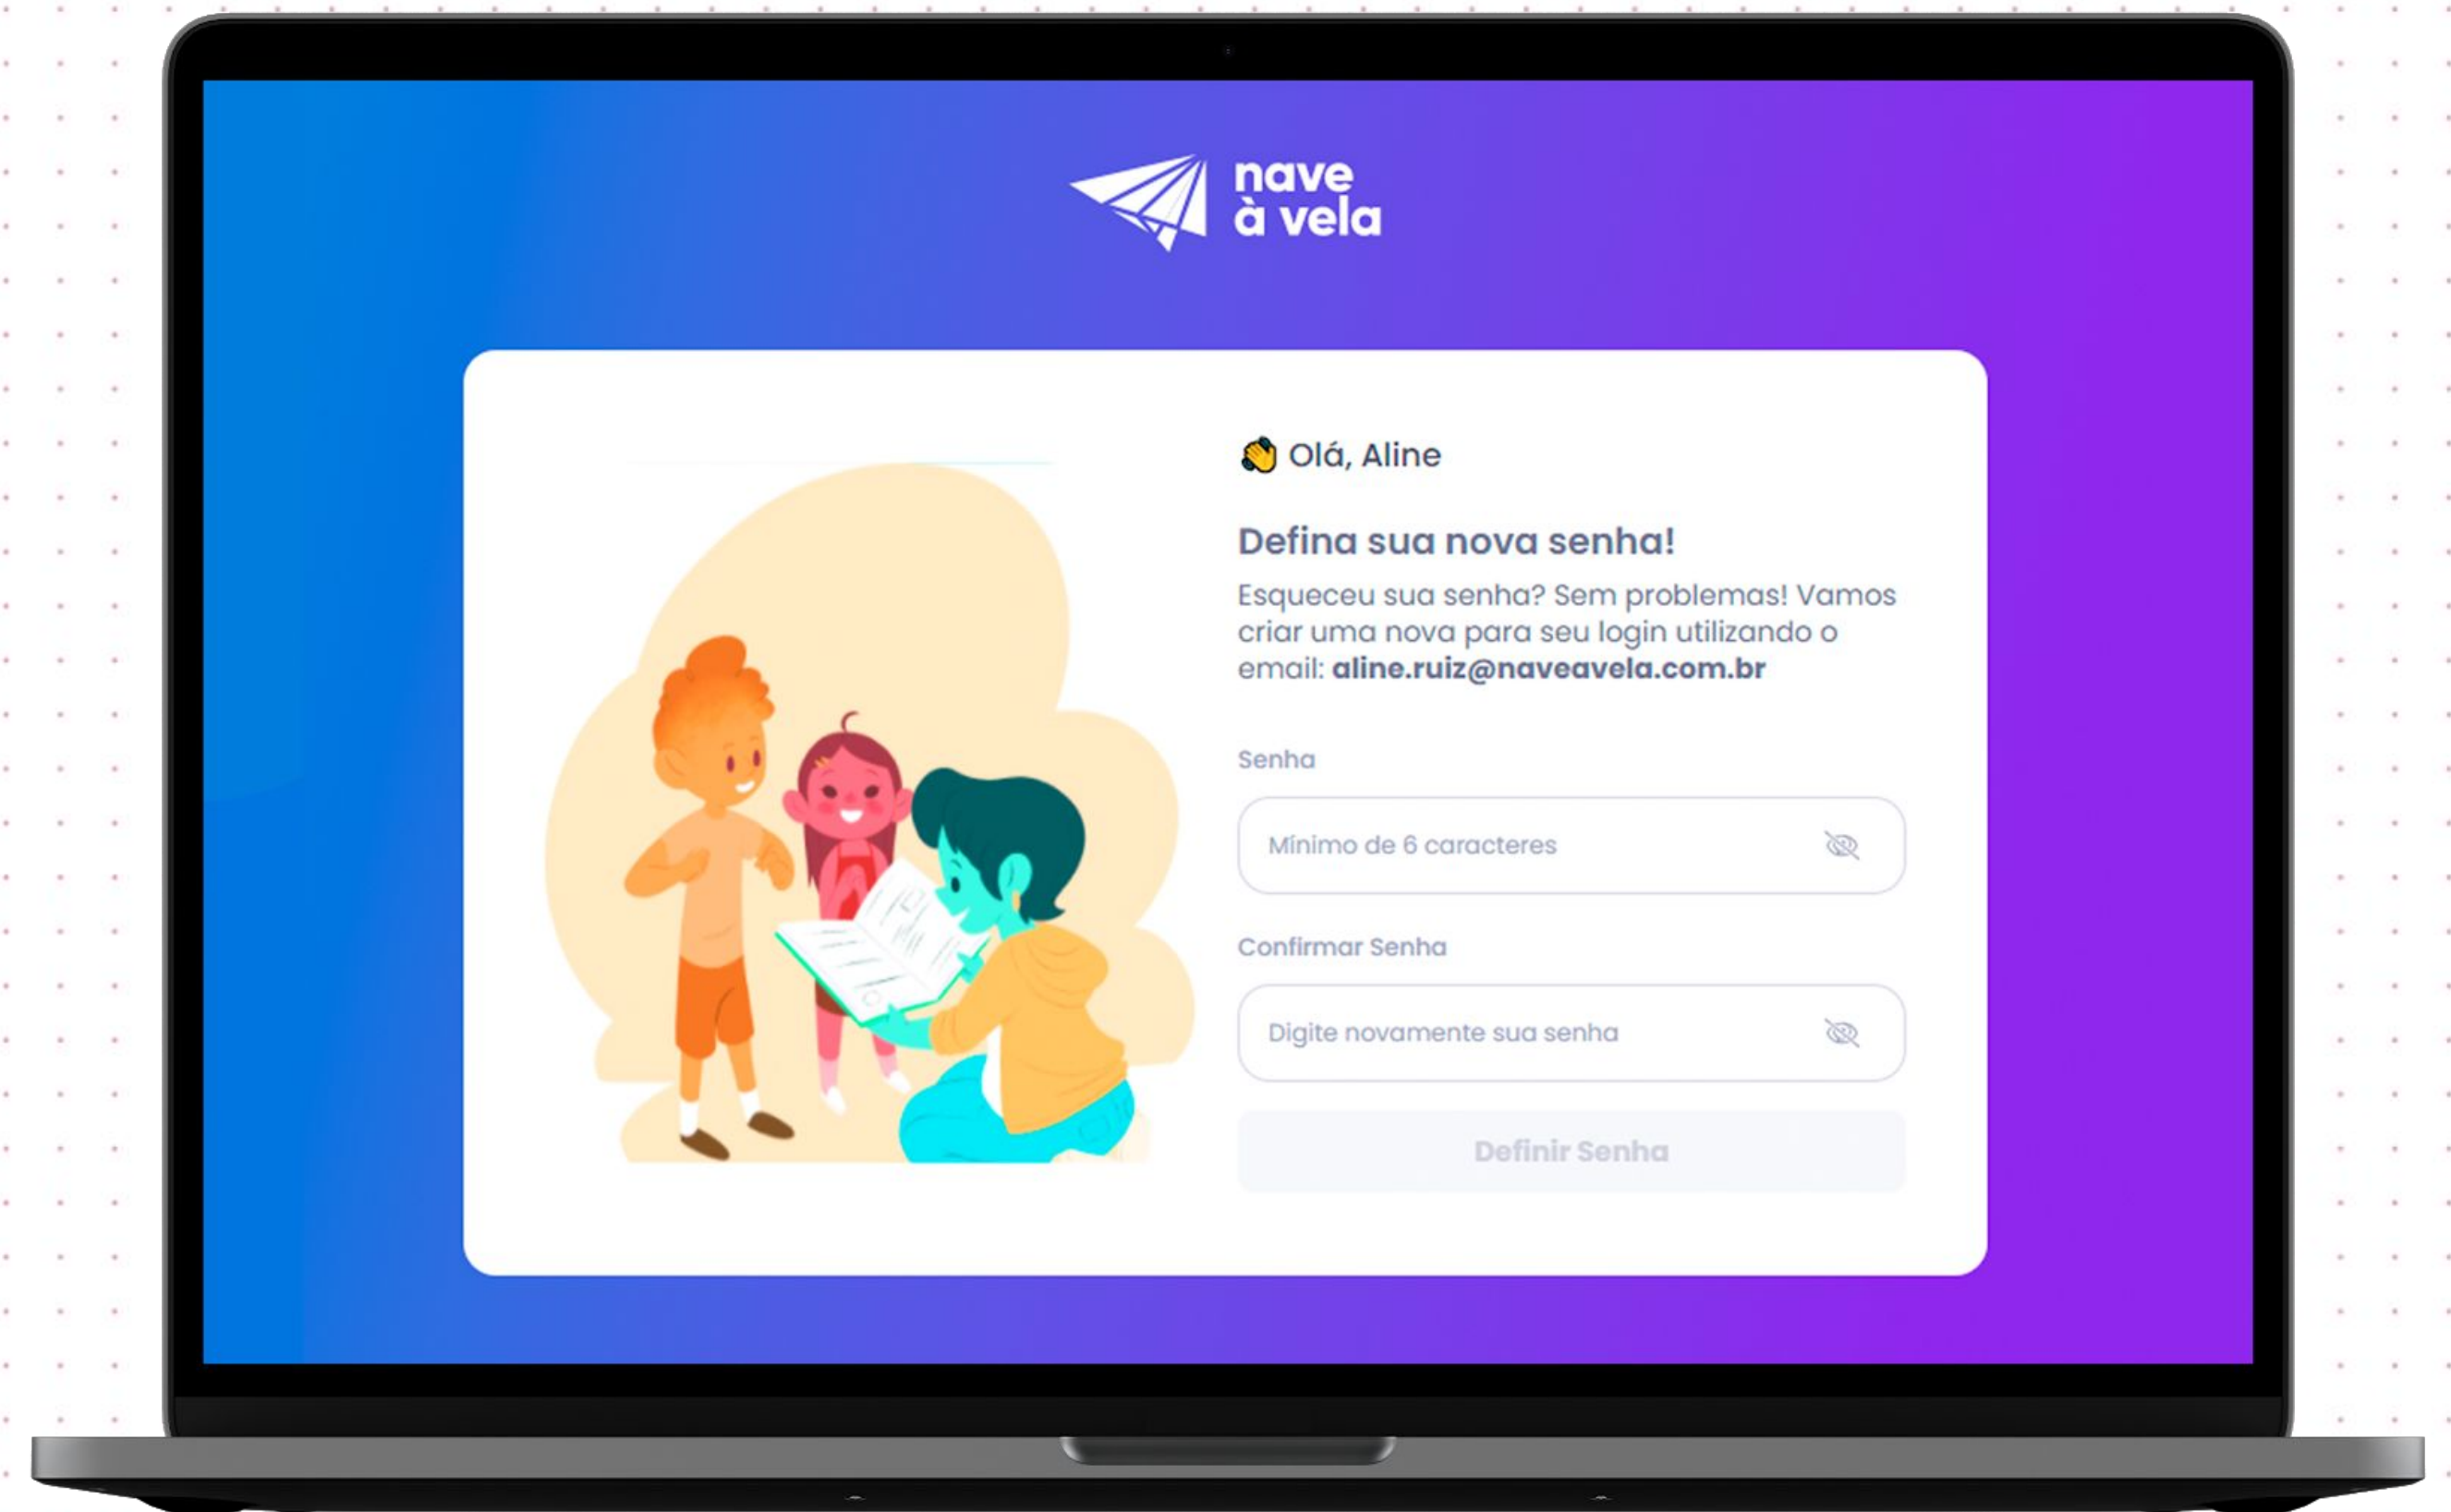 nave
à vela
👋 Olá, Aline
Defina sua nova senha!
Esqueceu sua senha? Sem problemas! Vamos
criar uma nova para seu login utilizando o
email: aline.ruiz@naveavela.com.br
Senha
Mínimo de 6 caracteres
Confirmar Senha
Digite novamente sua senha
Definir Senha